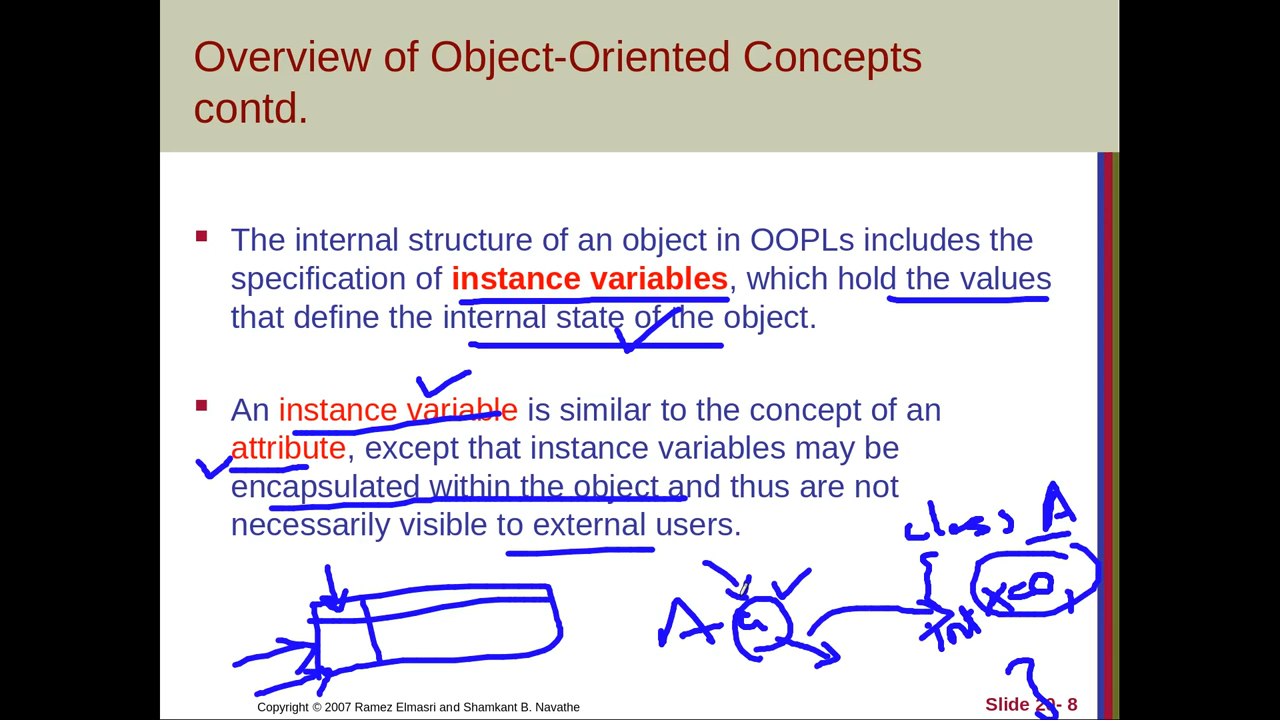 Overview of Object-Oriented Concepts
contd.
The internal structure of an object in OOPLs includes the
specification of instance variables, which hold the values
that define the internal state of the object.
An instance variable is similar to the concept of an
attribute, except that instance variables may be
encapsulated within the object and thus are not
necessarily visible to external users.
class A
{
int x=0,
A a
}
Copyright © 2007 Ramez Elmasri and Shamkant B. Navathe
Slide 20- 8